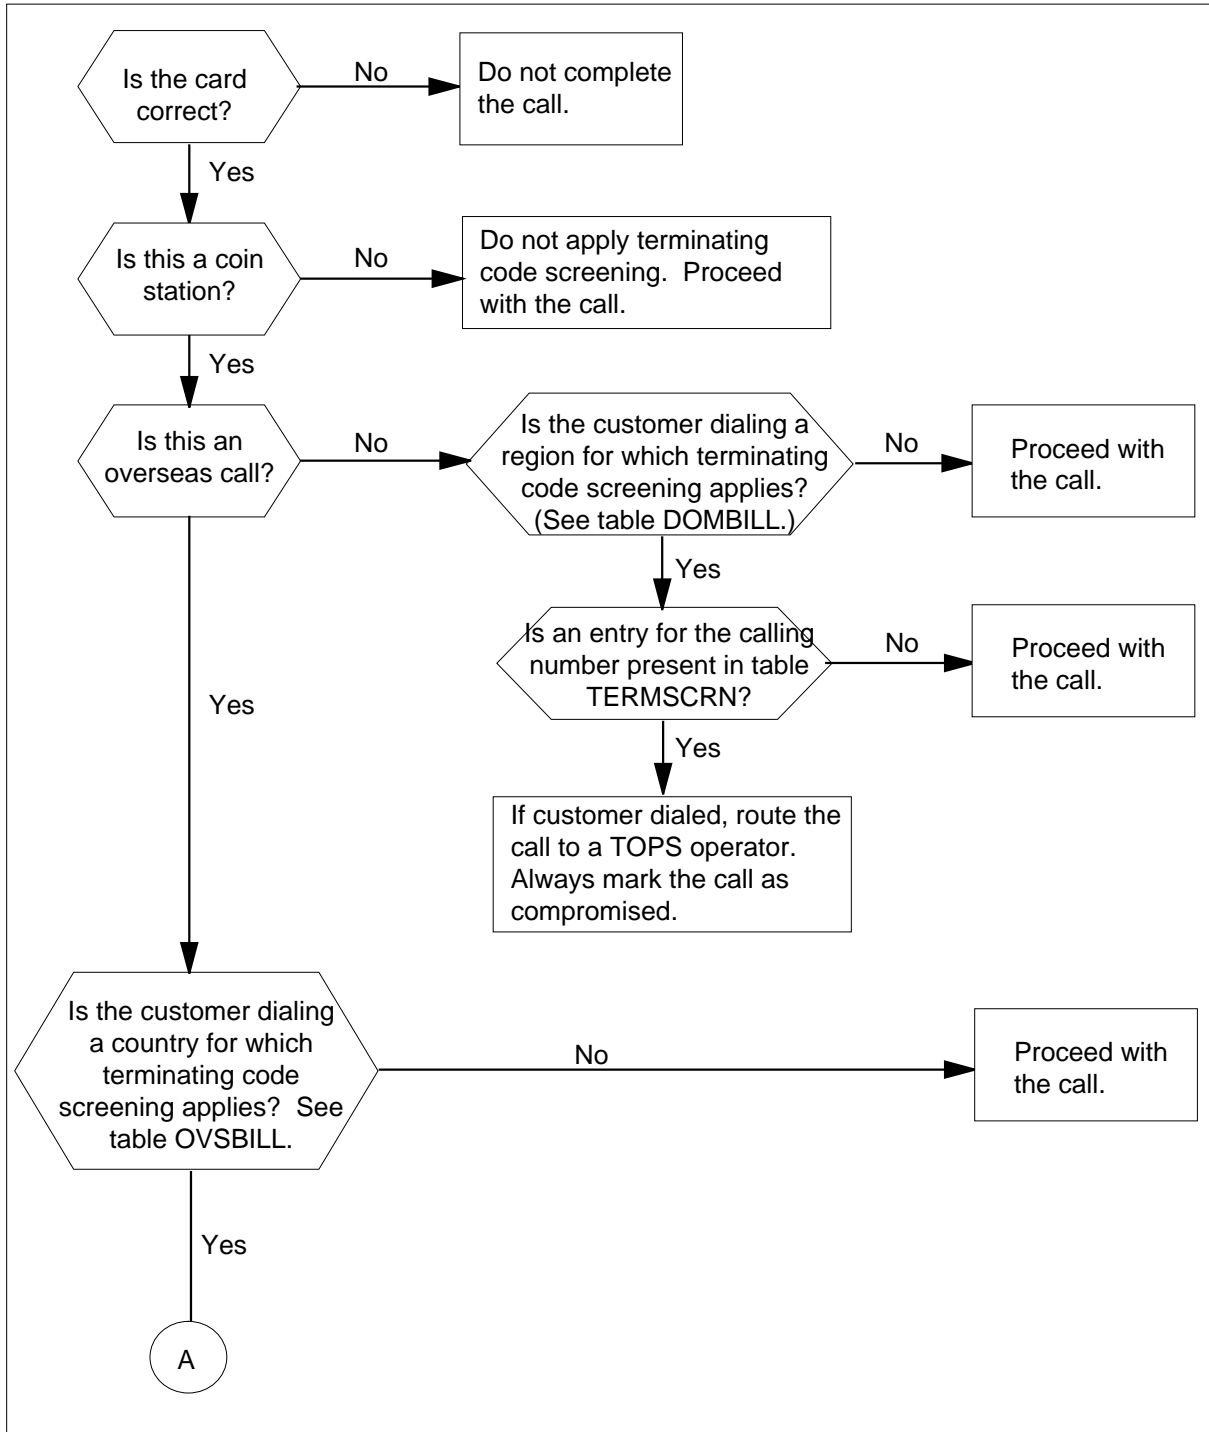 Is the card
correct?
No
Do not complete
the call.
Yes
Is this a coin
station?
No
Do not apply terminating
code screening.  Proceed
with the call.
Yes
Is this an
overseas call?
No
Is the customer dialing a
region for which terminating
code screening applies?
(See table DOMBILL.)
No
Proceed with
the call.
Yes
Is an entry for the calling
number present in table
TERMSCRN?
No
Proceed with
the call.
Yes
Yes
If customer dialed, route the
call to a TOPS operator.
Always mark the call as
compromised.
Is the customer dialing
a country for which
terminating code
screening applies?  See
table OVSBILL.
No
Proceed with
the call.
Yes
A